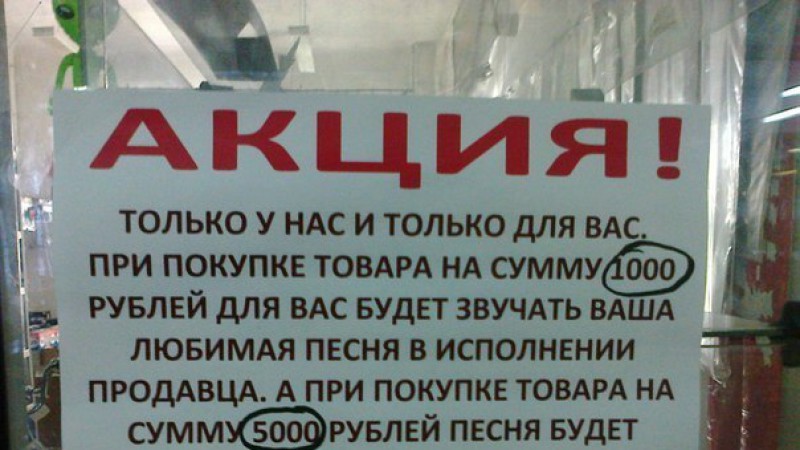 АКЦИЯ!
ТОЛЬКО У НАС И ТОЛЬКО ДЛЯ ВАС.
ПРИ ПОКУПКЕ ТОВАРА НА СУММУ 1000
РУБЛЕЙ ДЛЯ ВАС БУДЕТ ЗВУЧАТЬ ВАША
ЛЮБИМАЯ ПЕСНЯ В ИСПОЛНЕНИИ
ПРОДАВЦА. А ПРИ ПОКУПКЕ ТОВАРА НА
СУММУ 5000 РУБЛЕЙ ПЕСНЯ БУДЕТ